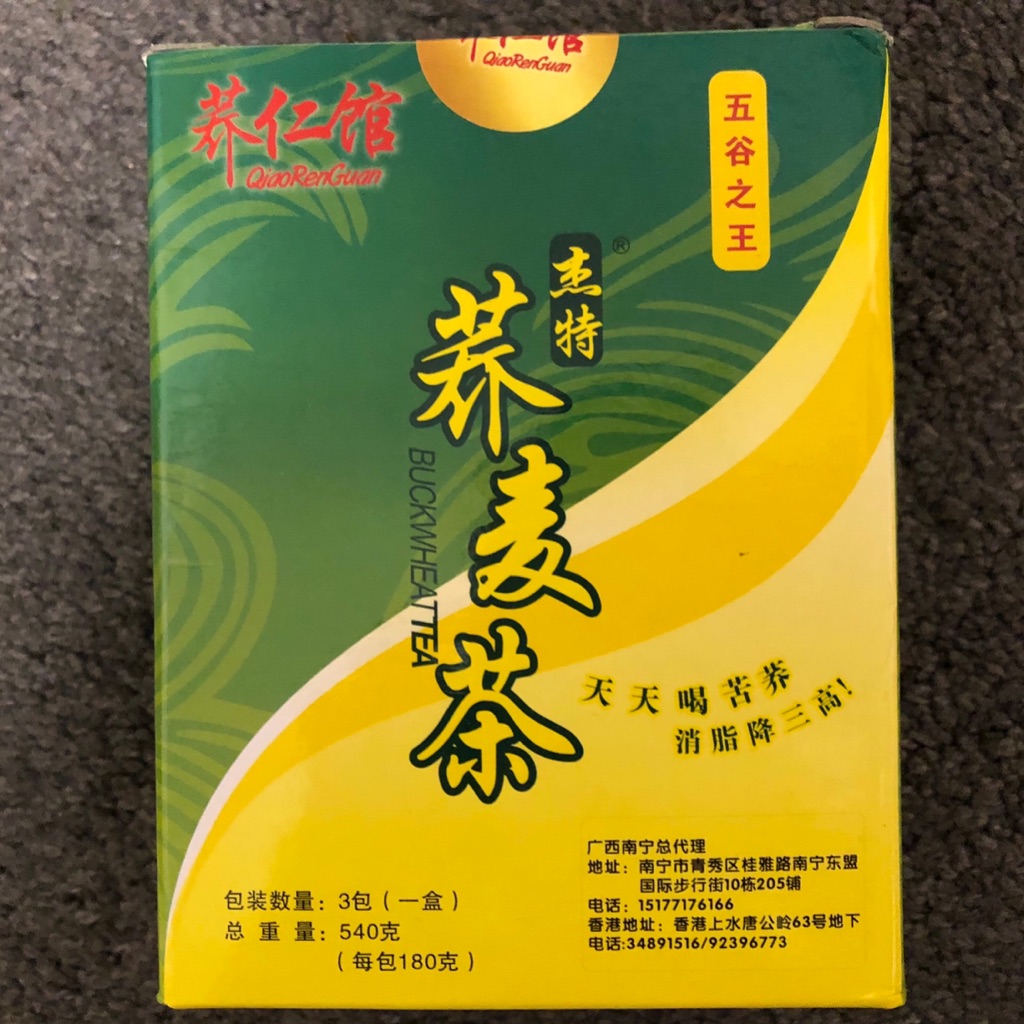 荞仁馆
QiaoRenGuan
荞仁馆
QiaoRenGuan
五谷之王
杰特®
荞麦茶
BUCKWHEATTEA
天天喝苦荞
消脂降三高!
包装数量：3包（一盒）
总重量：540克
（每包180克）
广西南宁总代理
地址：南宁市青秀区桂雅路南宁东盟
国际步行街10栋205铺
电话：15177176166
香港地址：香港上水唐公岭63号地下
电话:34891516/92396773